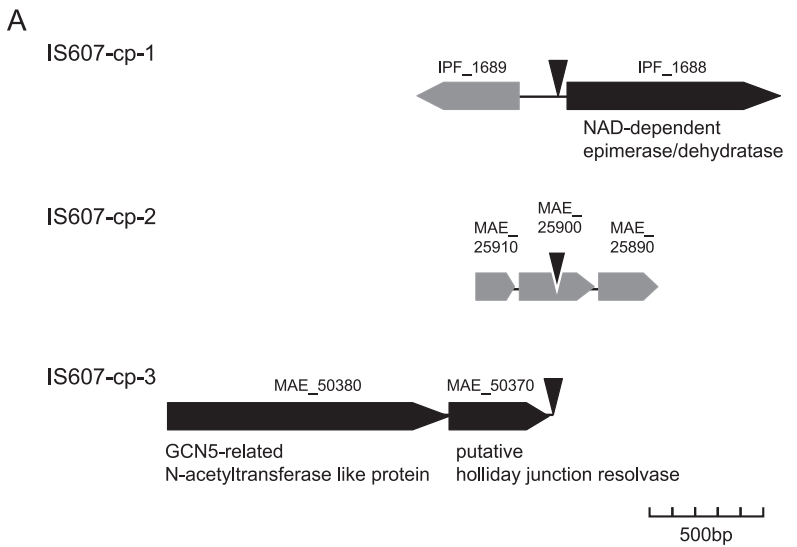 A
IS607-cp-1
IPF_1689
IPF_1688
NAD-dependent
epimerase/dehydratase
IS607-cp-2
MAE_
25910
MAE_
25900
MAE_
25890
IS607-cp-3
MAE_50380
MAE_50370
GCN5-related
N-acetyltransferase like protein
putative
holliday junction resolvase
500bp